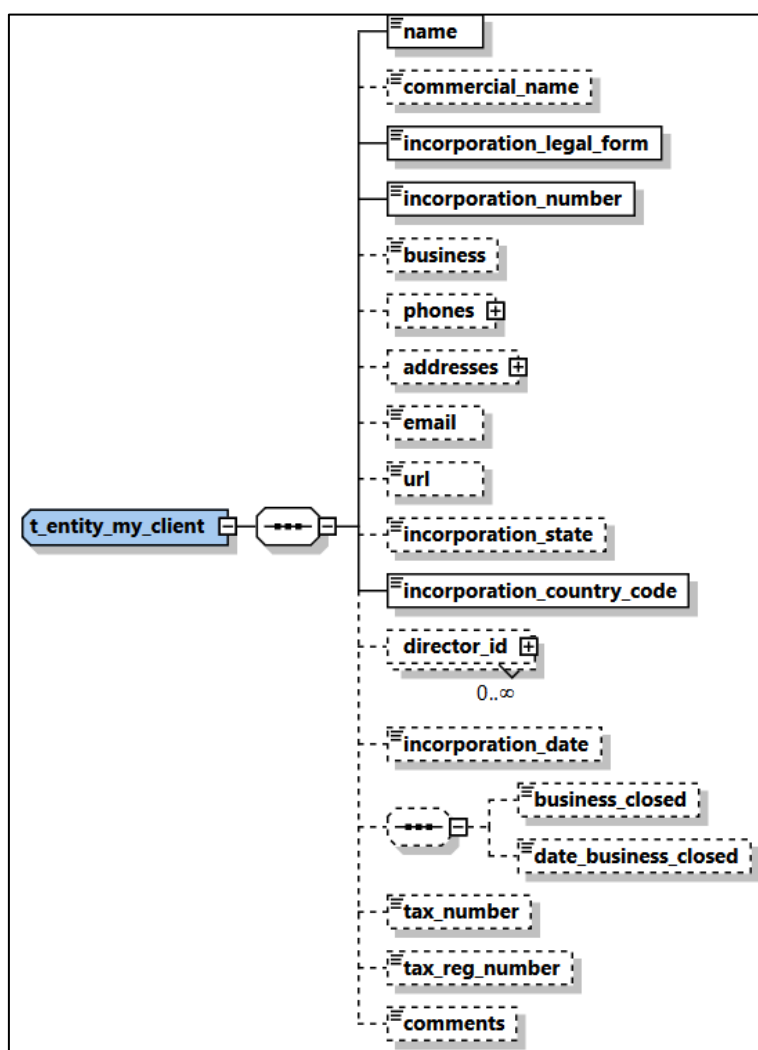 name
commercial_name
incorporation_legal_form
incorporation_number
business
phones
addresses
email
url
t_entity_my_client
incorporation_state
incorporation_country_code
director_id
0..∞
incorporation_date
business_closed
date_business_closed
tax_number
tax_reg_number
comments